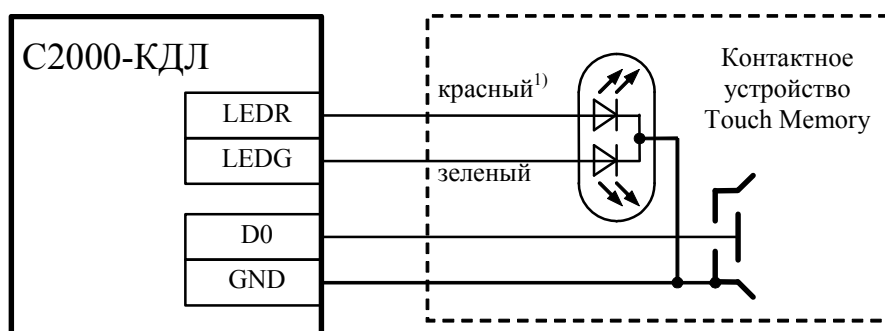 С2000-КДЛ
LEDR
LEDG
D0
GND
красный¹⁾
зеленый
Контактное
устройство
Touch Memory